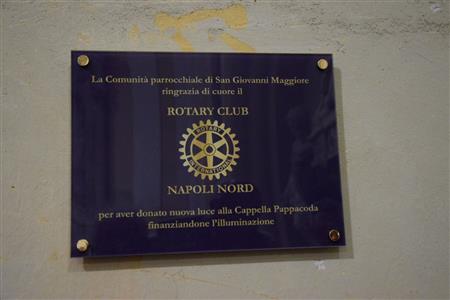 La Comunità parrocchiale di San Giovanni Maggiore
ringrazia di cuore il
ROTARY CLUB
ROTARY
INTERNATIONAL
NAPOLI NORD
per aver donato nuova luce alla Cappella Pappacoda
finanziandone l'illuminazione